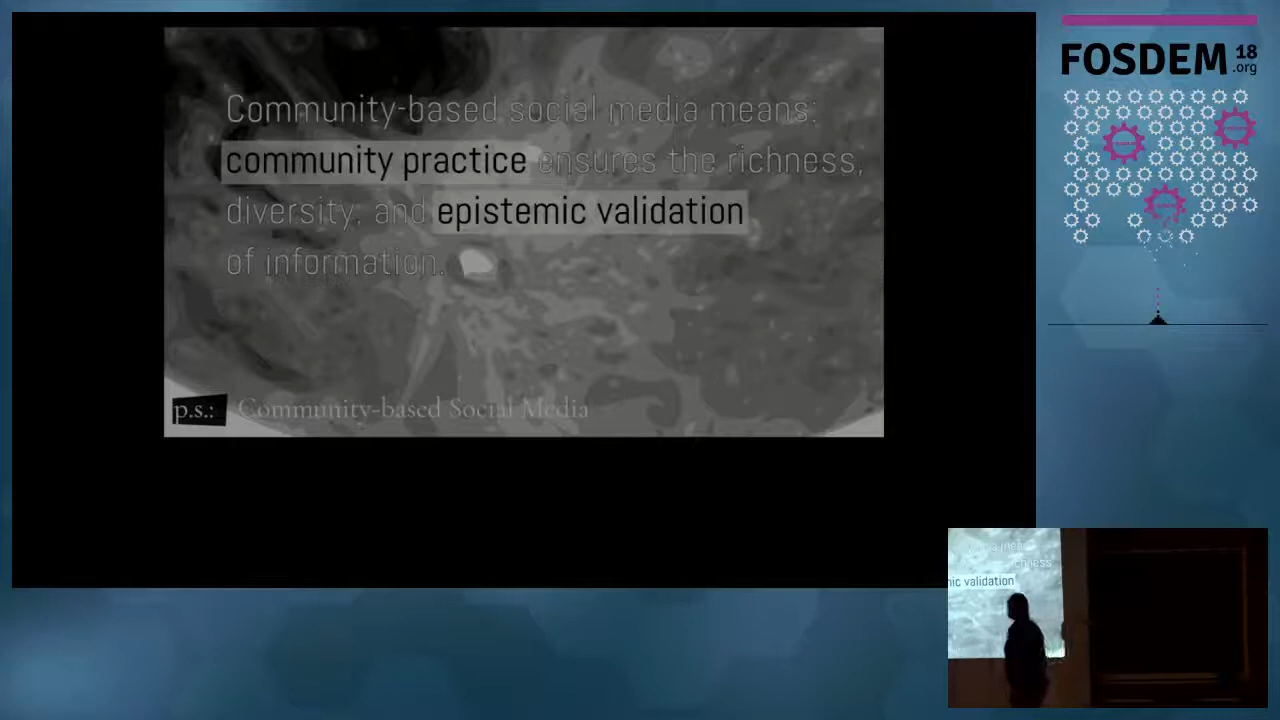 Community-based social media means:
community practice ensures the richness,
diversity, and epistemic validation
of information.
p.s.: Community-based Social Media
FOSDEM 18
.org
validation